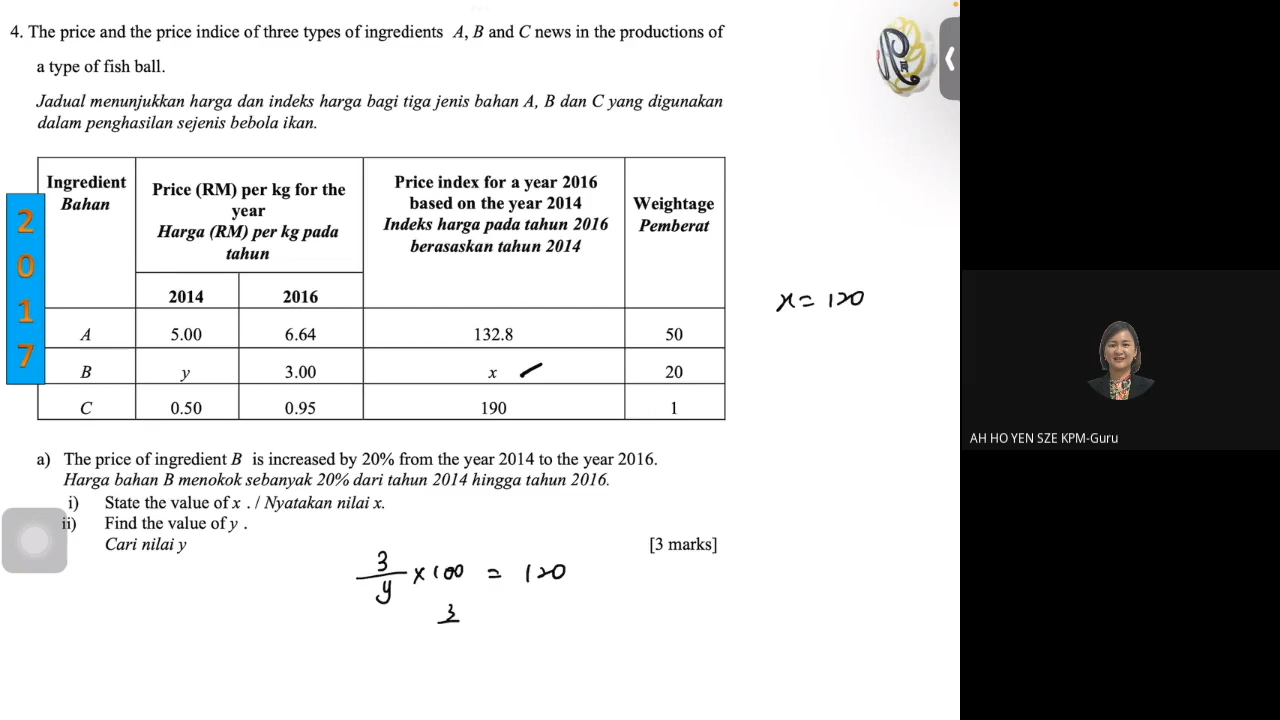 4. The price and the price indice of three types of ingredients A, B and C news in the productions of
a type of fish ball.
Jadual menunjukkan harga dan indeks harga bagi tiga jenis bahan A, B dan C yang digunakan
dalam penghasilan sejenis bebola ikan.
2017
Ingredient
Bahan
Price (RM) per kg for the
year
Harga (RM) per kg pada
tahun
Price index for a year 2016
based on the year 2014
Indeks harga pada tahun 2016
berasaskan tahun 2014
Weightage
Pemberat
2014 2016
A 5.00 6.64 132.8 50
B y 3.00 x 20
C 0.50 0.95 190 1
x = 120
a) The price of ingredient B is increased by 20% from the year 2014 to the year 2016.
Harga bahan B menokok sebanyak 20% dari tahun 2014 hingga tahun 2016.
i) State the value of x . / Nyatakan nilai x.
ii) Find the value of y .
Cari nilai y [3 marks]
3
y × 100 = 120
3
AH HO YEN SZE KPM-Guru